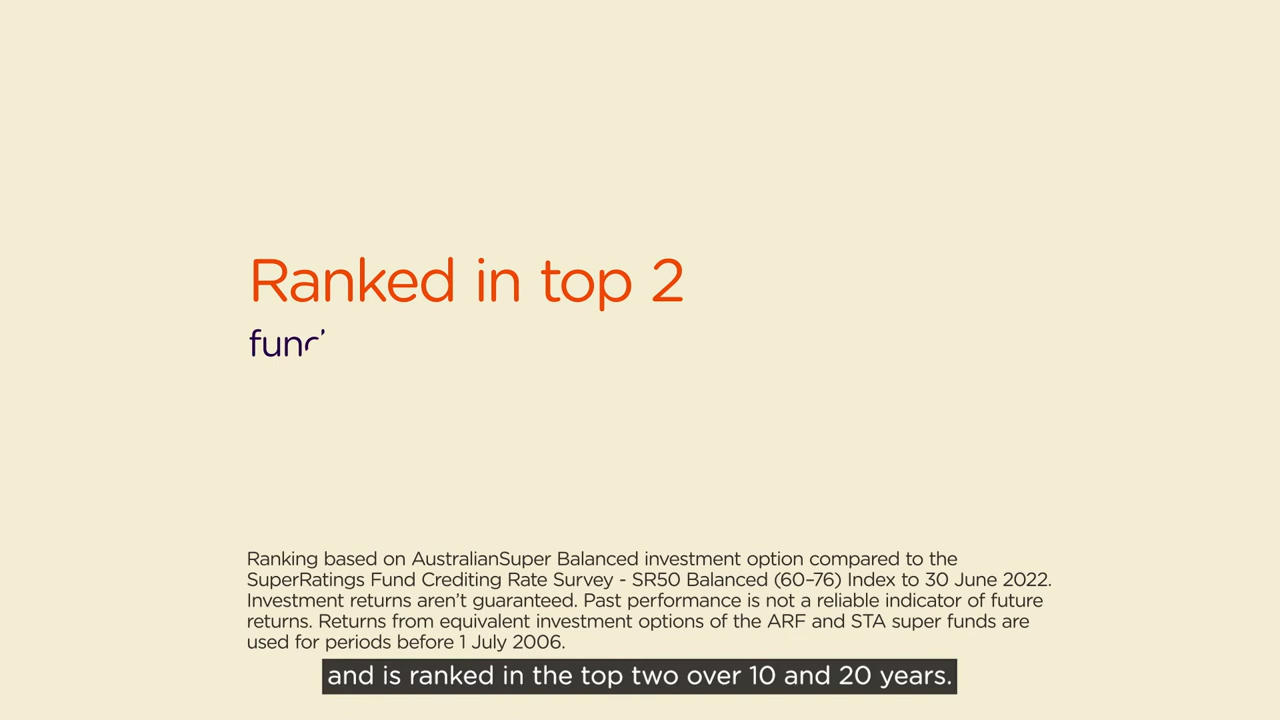 Ranked in top 2
Ranking based on AustralianSuper Balanced investment option compared to the
SuperRatings Fund Crediting Rate Survey - SR50 Balanced (60–76) Index to 30 June 2022.
Investment returns aren't guaranteed. Past performance is not a reliable indicator of future
returns. Returns from equivalent investment options of the ARF and STA super funds are
used for periods before 1 July 2006.
and is ranked in the top two over 10 and 20 years.